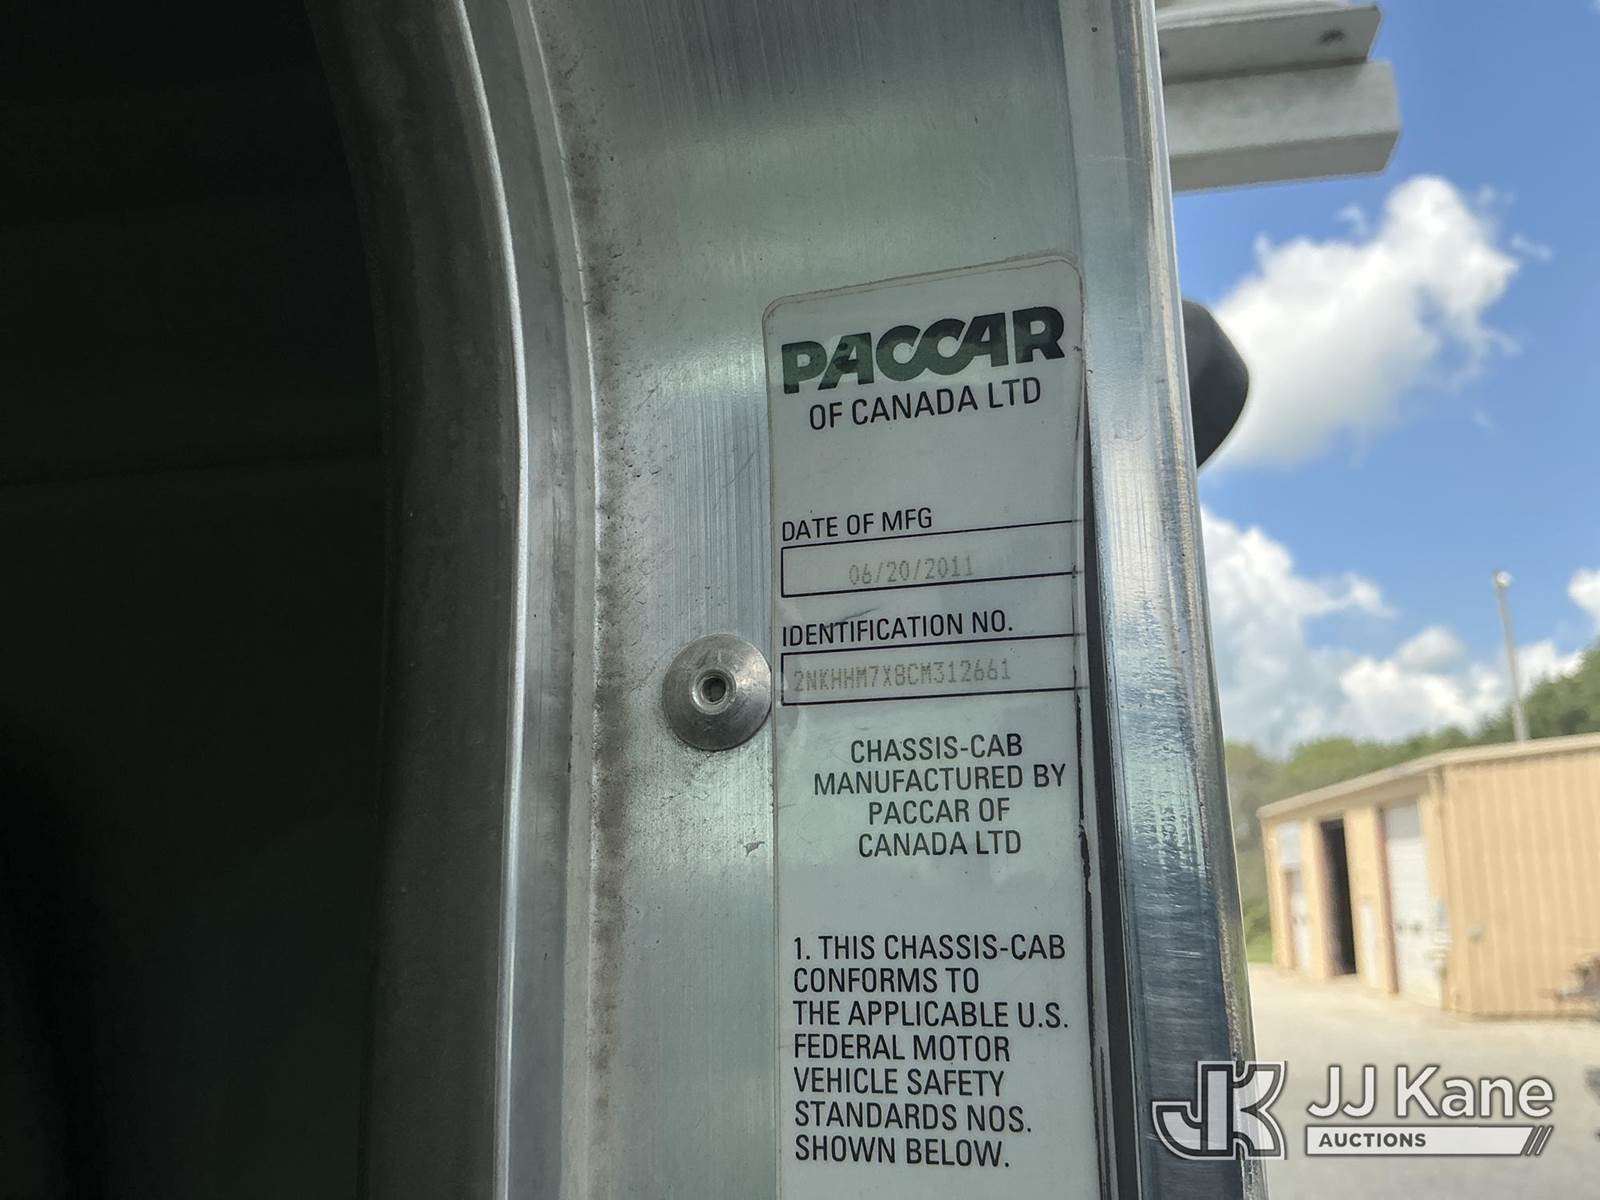 PACCAR
OF CANADA LTD
DATE OF MFG
06/20/2011
IDENTIFICATION NO.
2NKHHM7X8CM312661
CHASSIS-CAB
MANUFACTURED BY
PACCAR OF
CANADA LTD
1. THIS CHASSIS-CAB
CONFORMS TO
THE APPLICABLE U.S.
FEDERAL MOTOR
VEHICLE SAFETY
STANDARDS NOS.
SHOWN BELOW.
JK JJ Kane
AUCTIONS